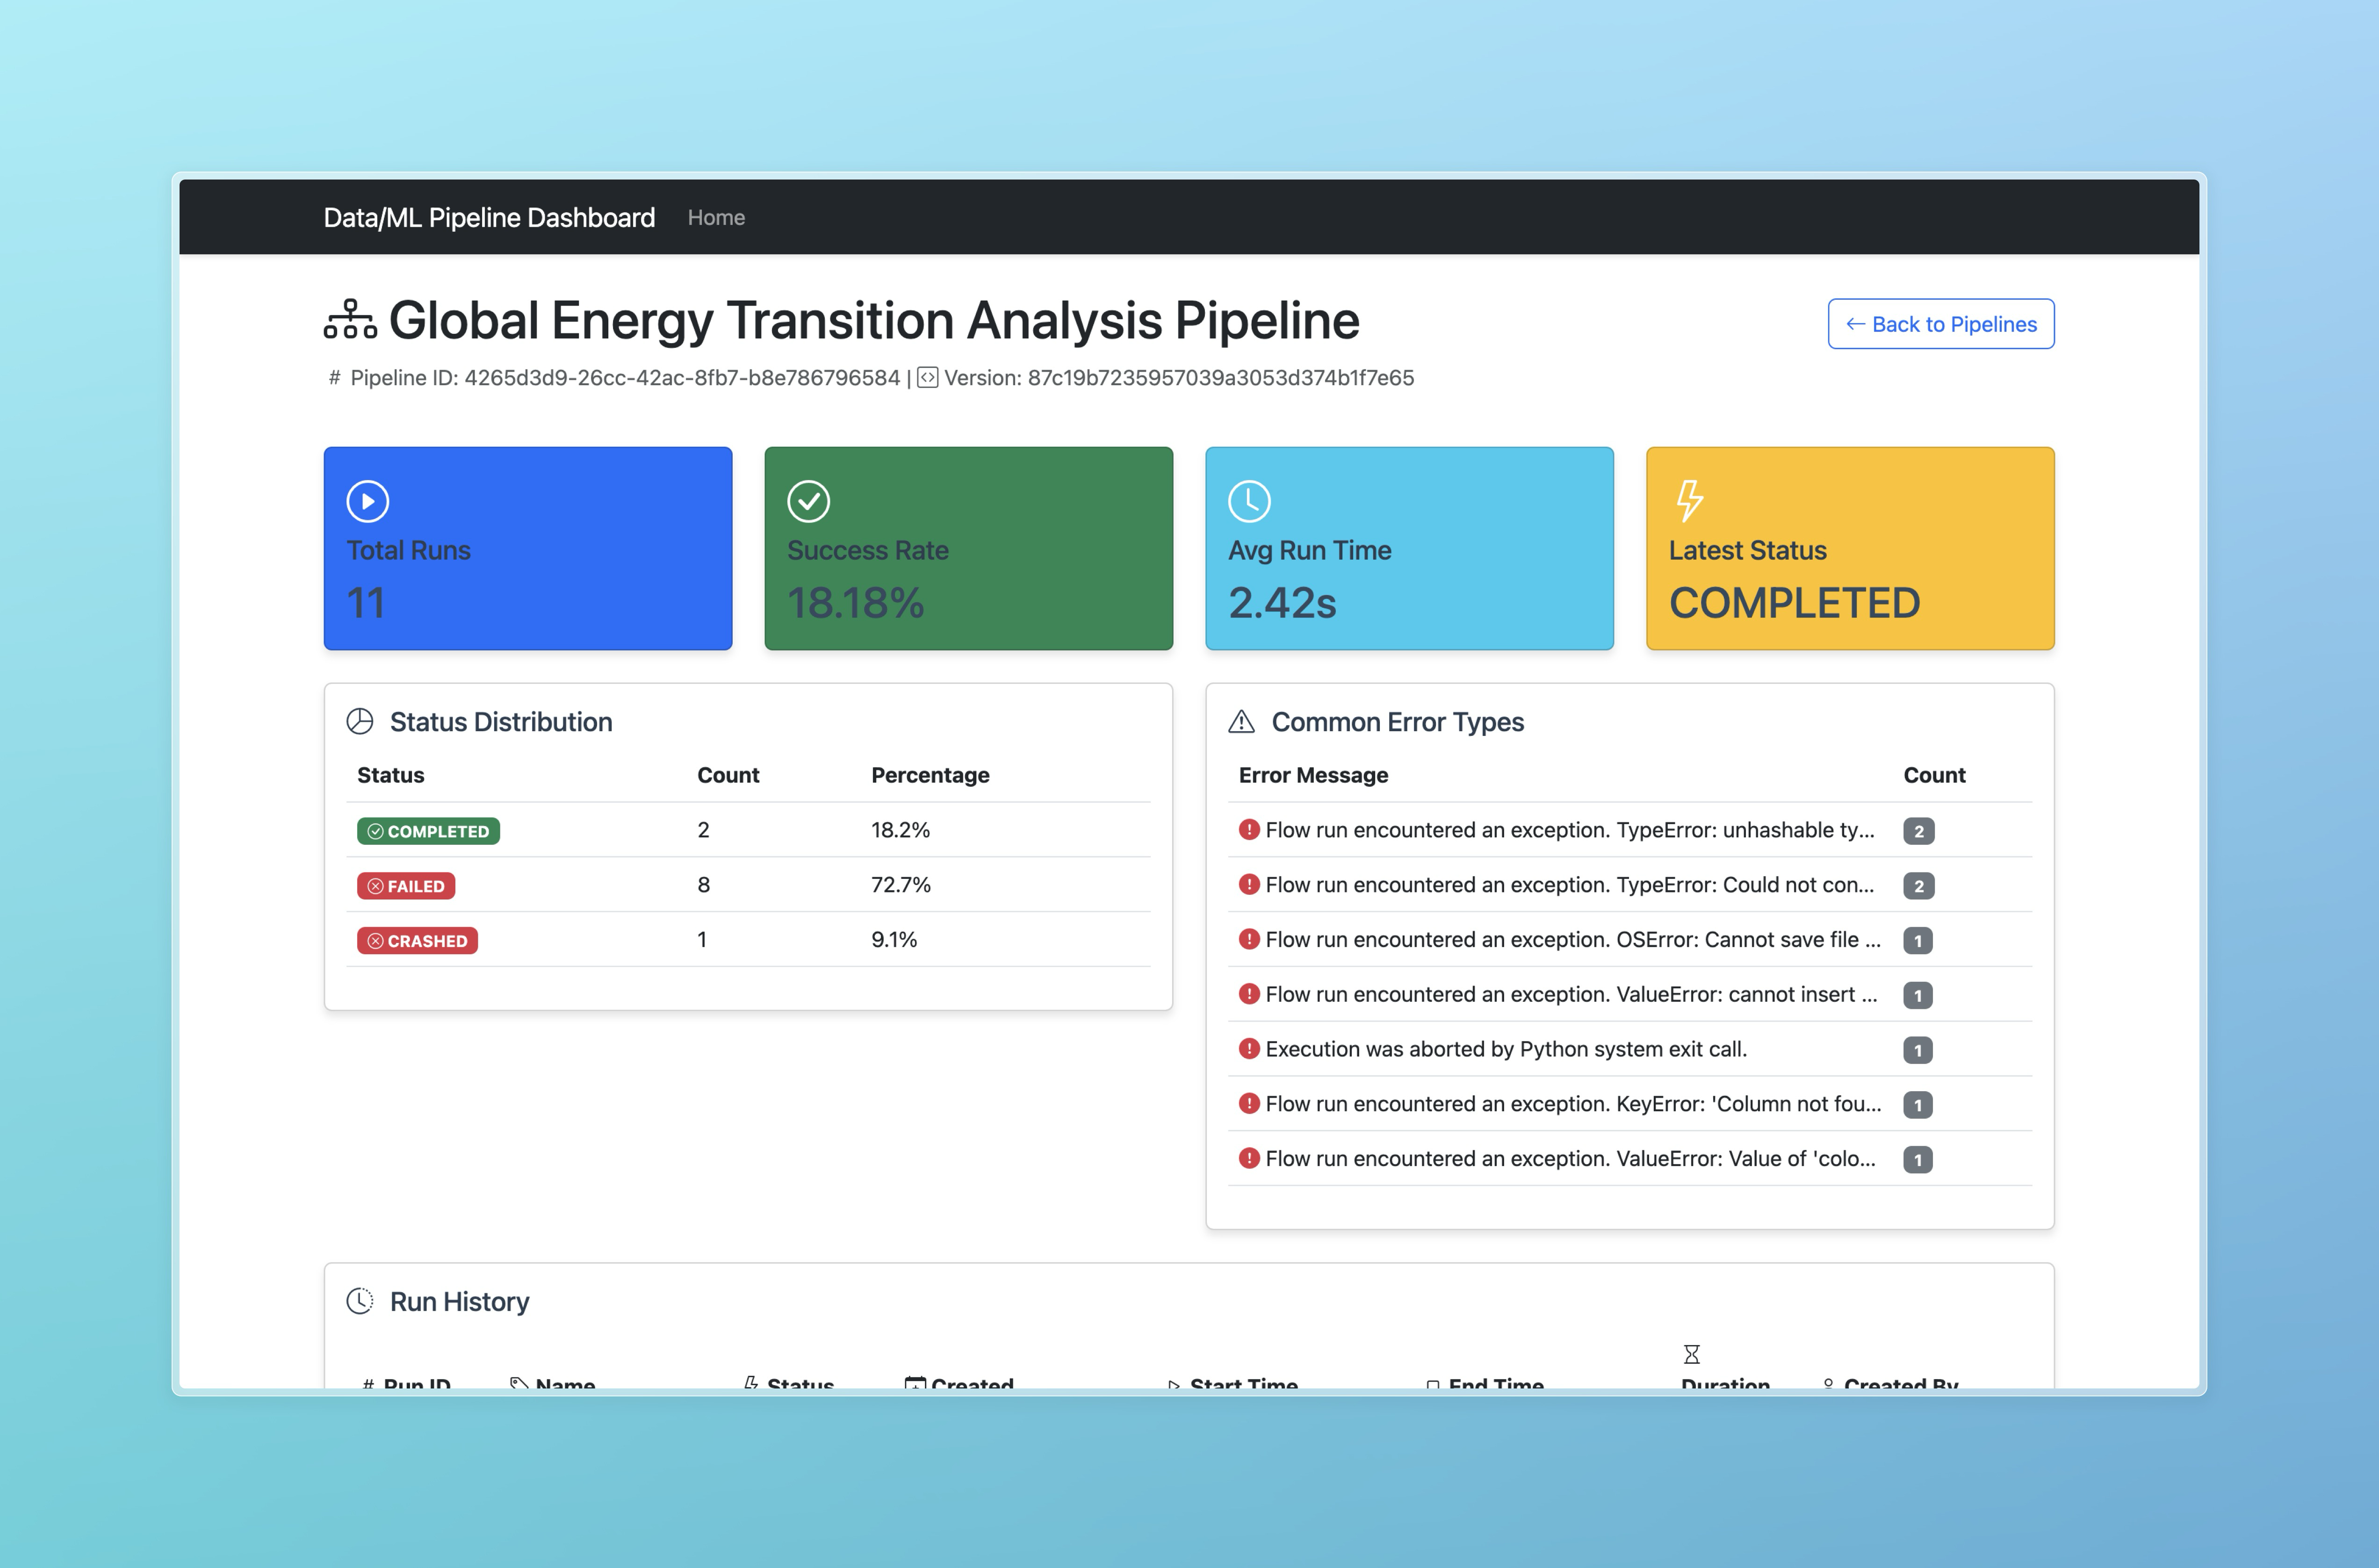 Data/ML Pipeline Dashboard Home
Global Energy Transition Analysis Pipeline
← Back to Pipelines
# Pipeline ID: 4265d3d9-26cc-42ac-8fb7-b8e786796584 | Version: 87c19b7235957039a3053d374b1f7e65
Total Runs
11
Success Rate
18.18%
Avg Run Time
2.42s
Latest Status
COMPLETED
Status Distribution
Status Count Percentage
COMPLETED 2 18.2%
FAILED 8 72.7%
CRASHED 1 9.1%
Common Error Types
Error Message Count
Flow run encountered an exception. TypeError: unhashable ty... 2
Flow run encountered an exception. TypeError: Could not con... 2
Flow run encountered an exception. OSError: Cannot save file ... 1
Flow run encountered an exception. ValueError: cannot insert ... 1
Execution was aborted by Python system exit call. 1
Flow run encountered an exception. KeyError: 'Column not fou... 1
Flow run encountered an exception. ValueError: Value of 'colo... 1
Run History
# Run ID Name Status Created Start Time End Time Duration Created By